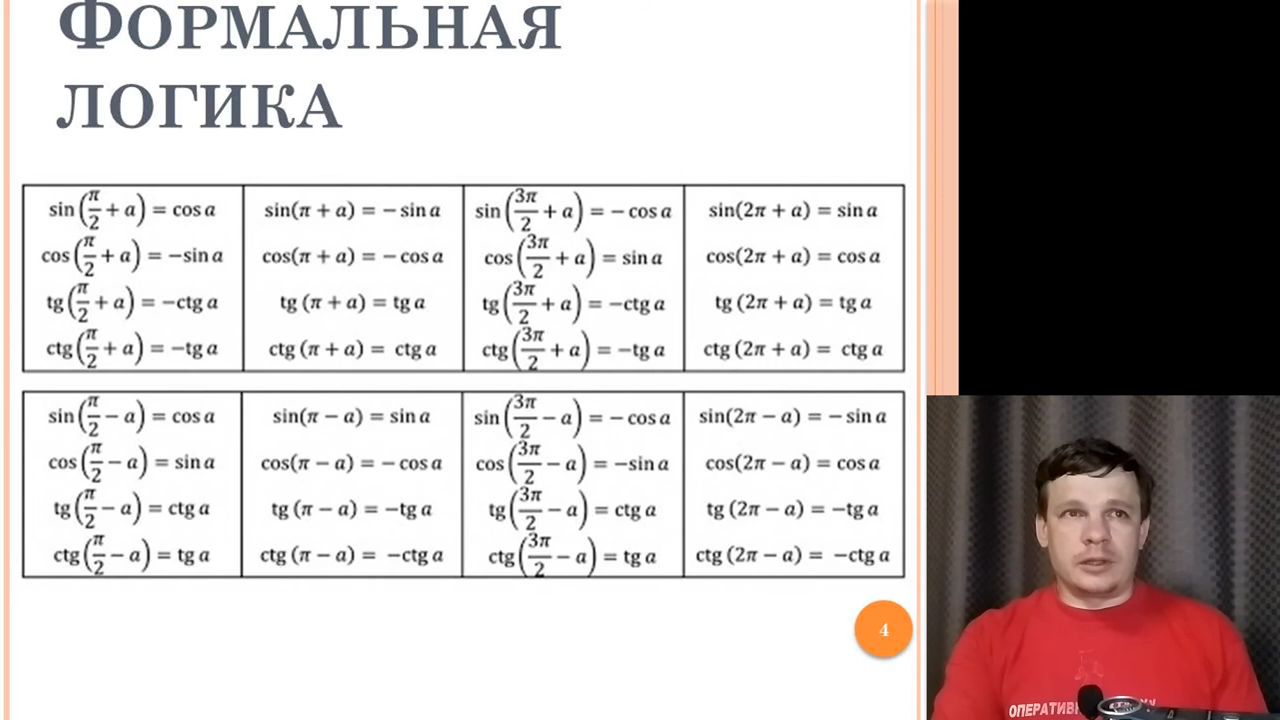 ФОРМАЛЬНАЯ
ЛОГИКА
sin(π/2 + a) = cos a
cos(π/2 + a) = −sin a
tg(π/2 + a) = −ctg a
ctg(π/2 + a) = −tg a
sin(π + a) = − sin a
cos(π + a) = − cos a
tg (π + a) = tg a
ctg (π + a) = ctg a
sin(3π/2 + a) = − cos a
cos(3π/2 + a) = sin a
tg(3π/2 + a) = −ctg a
ctg(3π/2 + a) = −tg a
sin(2π + a) = sin a
cos(2π + a) = cos a
tg (2π + a) = tg a
ctg (2π + a) = ctg a
sin(π/2 − a) = cos a
cos(π/2 − a) = sin a
tg(π/2 − a) = ctg a
ctg(π/2 − a) = tg a
sin(π − a) = sin a
cos(π − a) = − cos a
tg (π − a) = −tg a
ctg (π − a) = −ctg a
sin(3π/2 − a) = − cos a
cos(3π/2 − a) = −sin a
tg(3π/2 − a) = ctg a
ctg(3π/2 − a) = tg a
sin(2π − a) = − sin a
cos(2π − a) = cos a
tg (2π − a) = −tg a
ctg (2π − a) = −ctg a
4